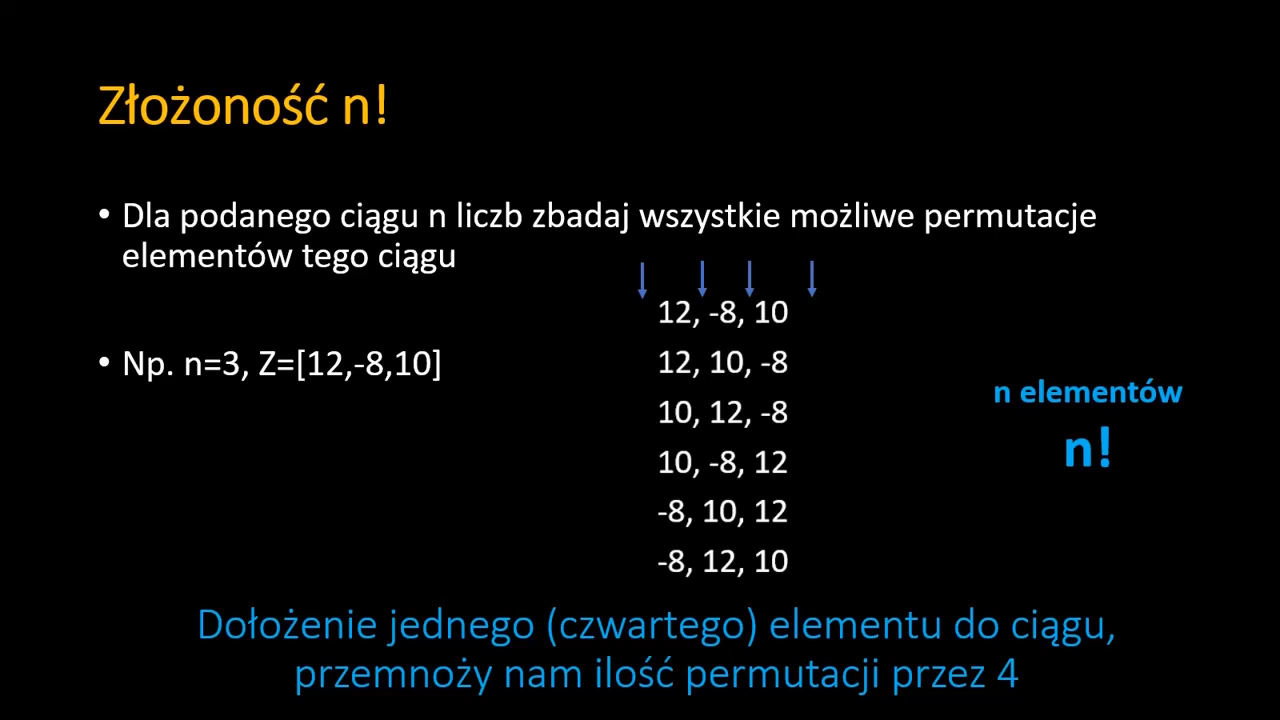 Złożoność n!
• Dla podanego ciągu n liczb zbadaj wszystkie możliwe permutacje
elementów tego ciągu
12, -8, 10
• Np. n=3, Z=[12,-8,10]
12, 10, -8
n elementów
10, 12, -8
n!
10, -8, 12
-8, 10, 12
-8, 12, 10
Dołożenie jednego (czwartego) elementu do ciągu,
przemnoży nam ilość permutacji przez 4